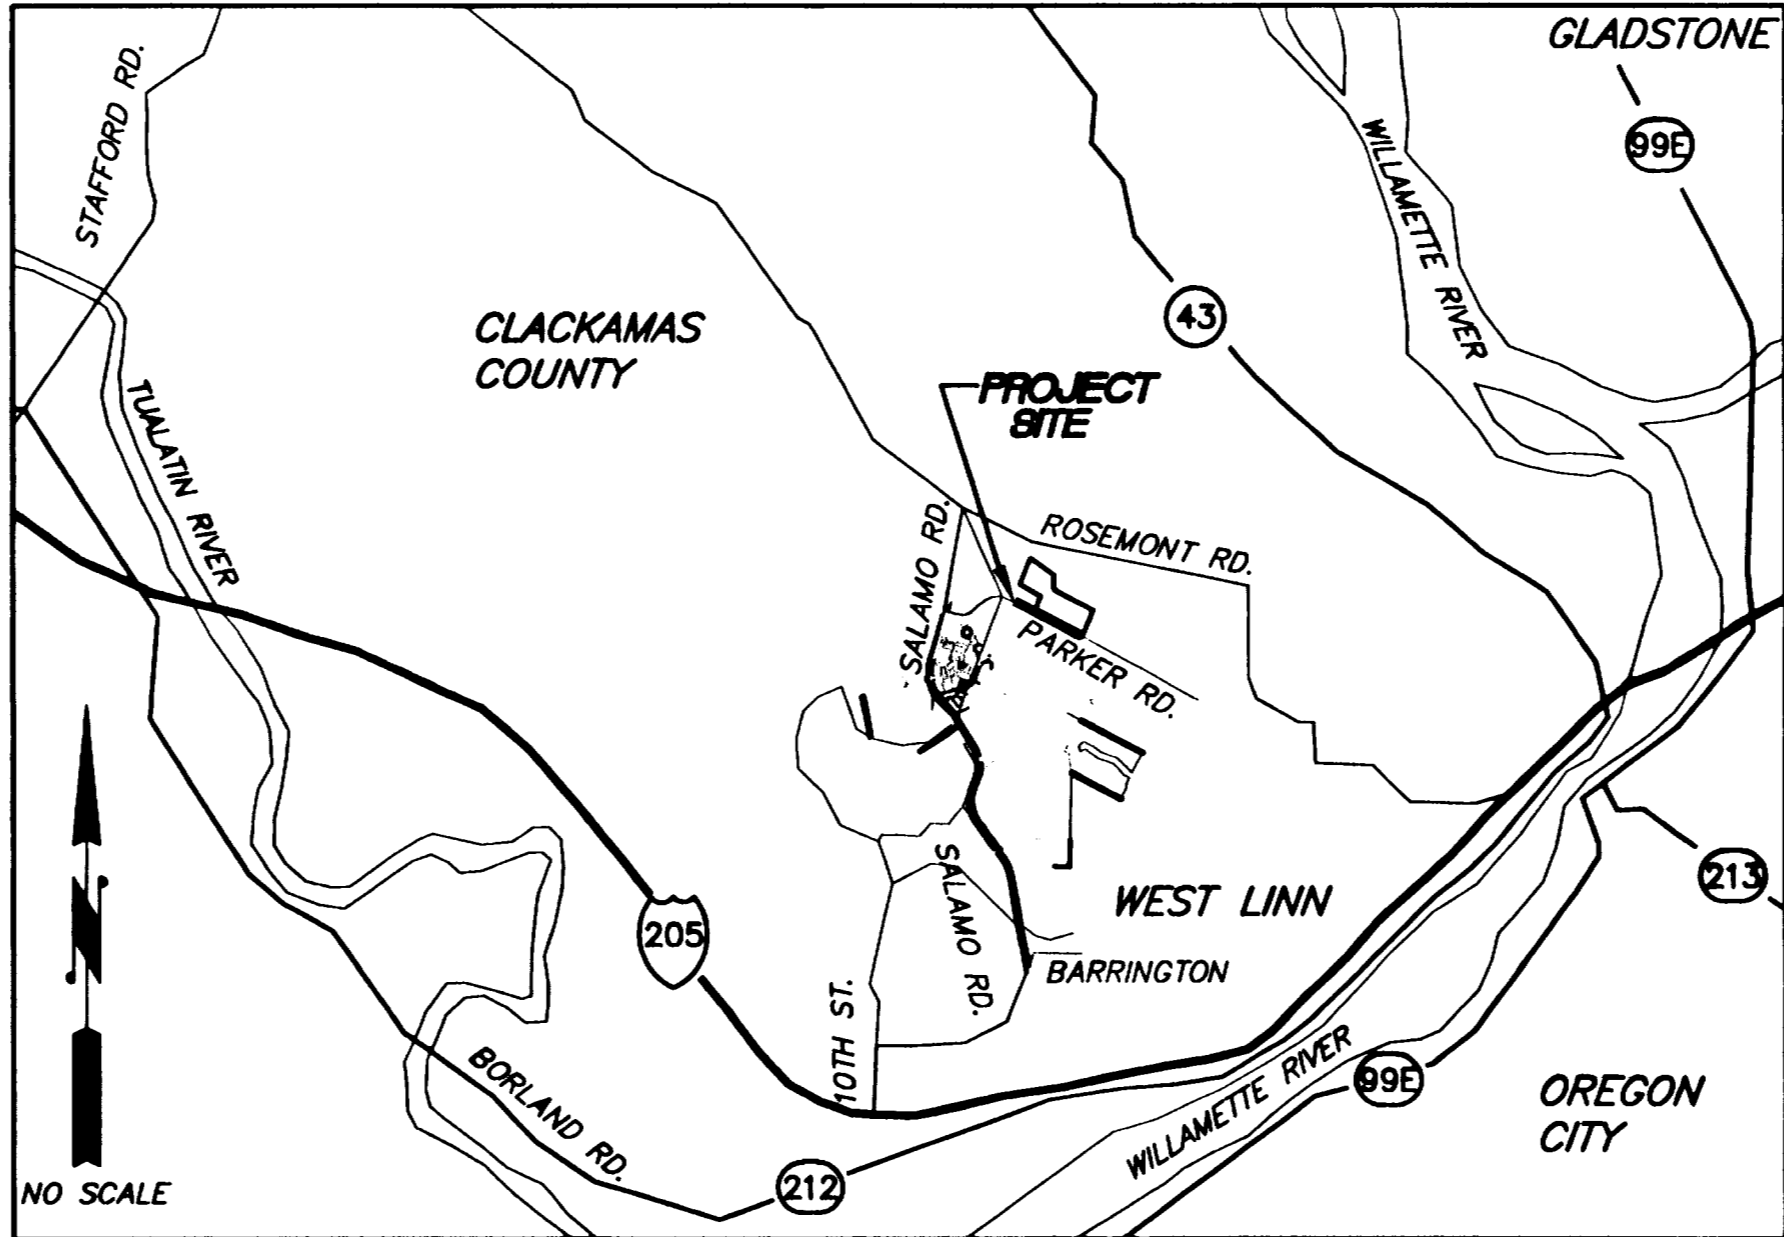 GLADSTONE
STAFFORD RD.
99E
WILLAMETTE RIVER
CLACKAMAS
COUNTY
43
PROJECT
SITE
TUALATIN RIVER
SALAMO RD.
ROSEMONT RD.
PARKER RD.
213
WEST LINN
205
SALAMO RD.
BARRINGTON
10TH ST.
BORLAND RD.
WILLAMETTE RIVER
99E
OREGON
CITY
212
N
NO SCALE